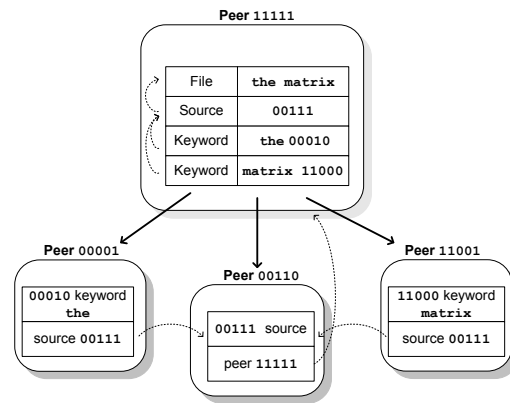 Peer 11111
File the matrix
Source 00111
Keyword the 00010
Keyword matrix 11000
Peer 00001
00010 keyword
the
source 00111
Peer 00110
00111 source
peer 11111
Peer 11001
11000 keyword
matrix
source 00111